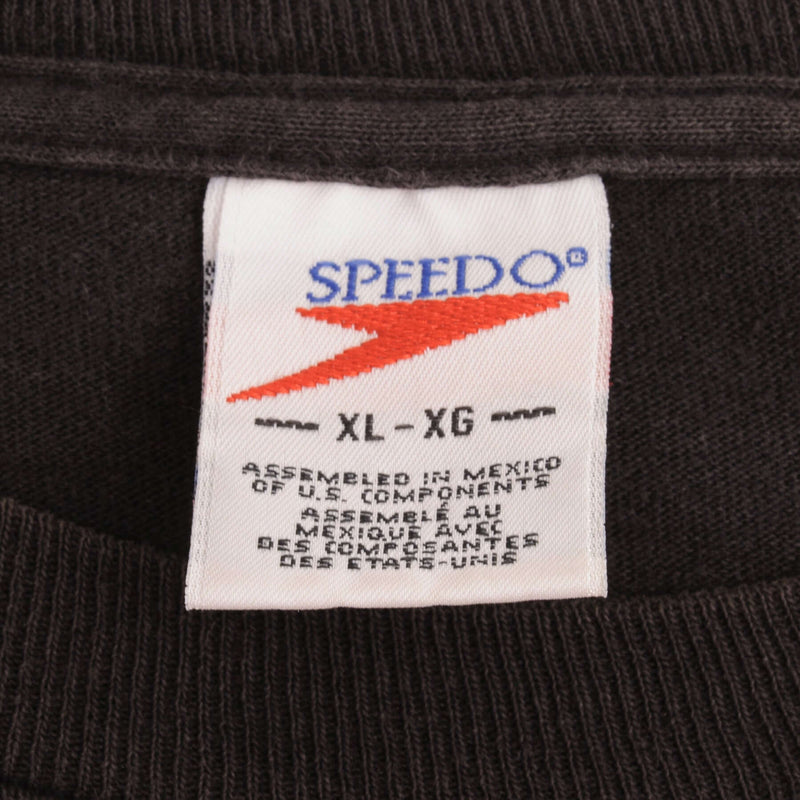 SPEEDO®
XL - XG
ASSEMBLED IN MEXICO
OF U.S. COMPONENTS
ASSEMBLÉ AU
MEXIQUE AVEC
DES COMPOSANTES
DES ETATS-UNIS